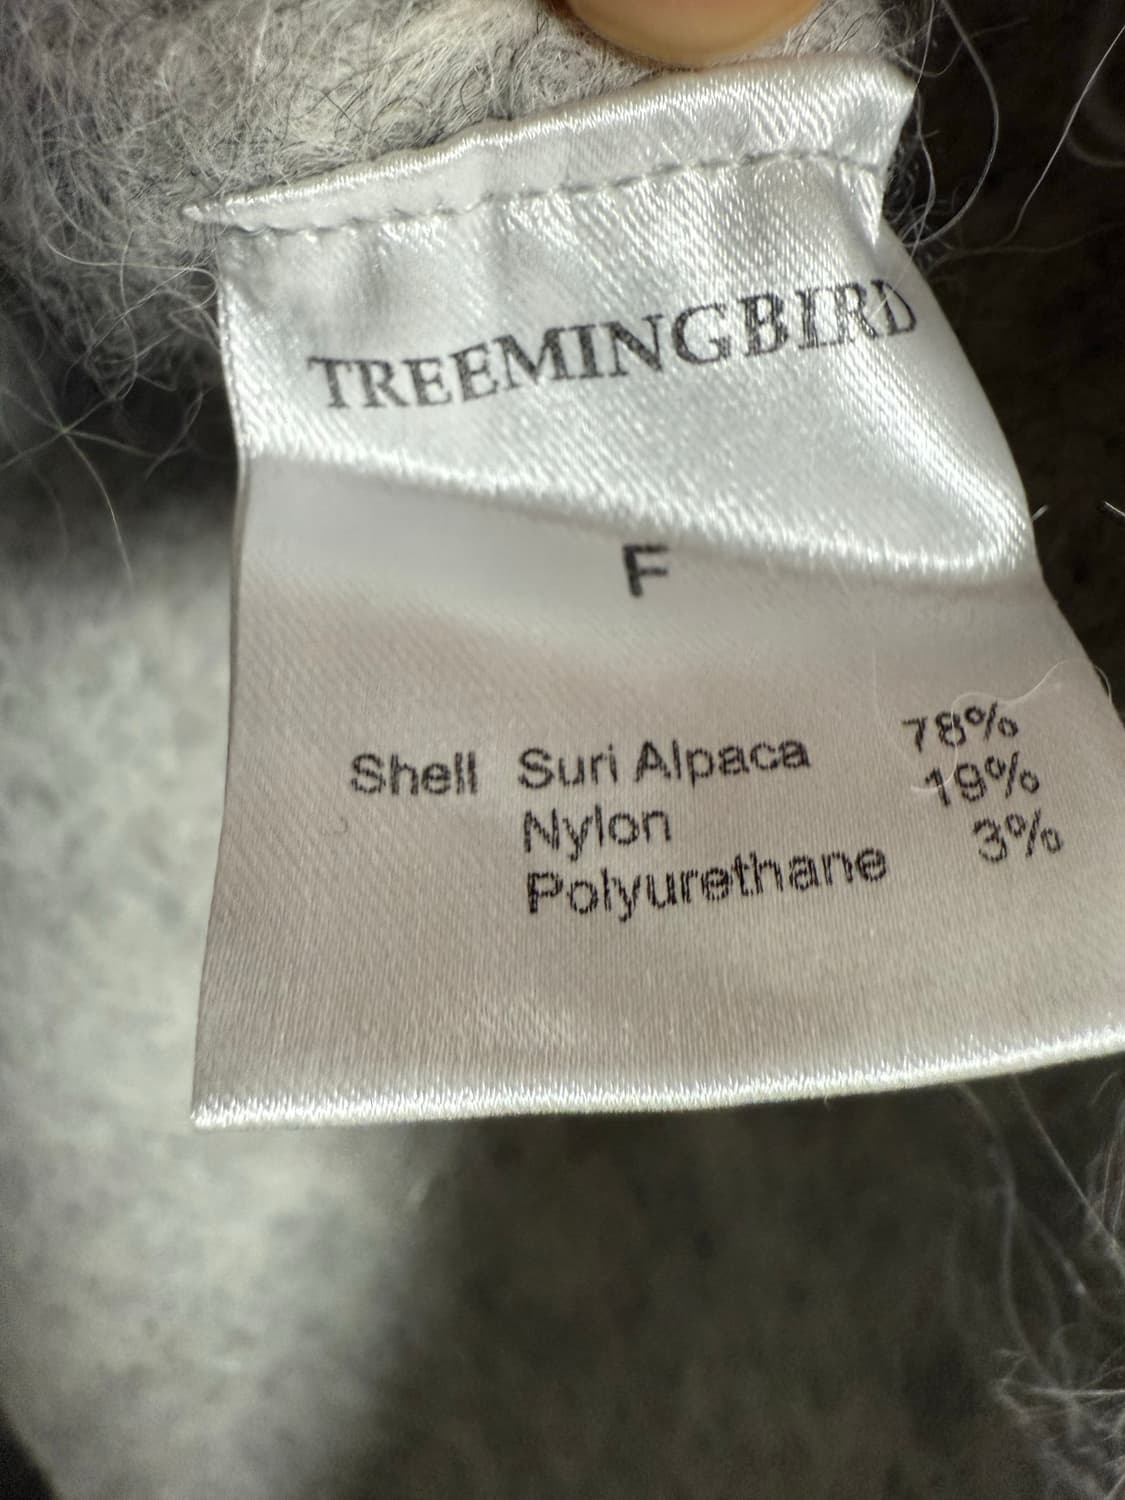 TREEMINGBIRD
F
Shell Suri Alpaca 78%
Nylon 19%
Polyurethane 3%